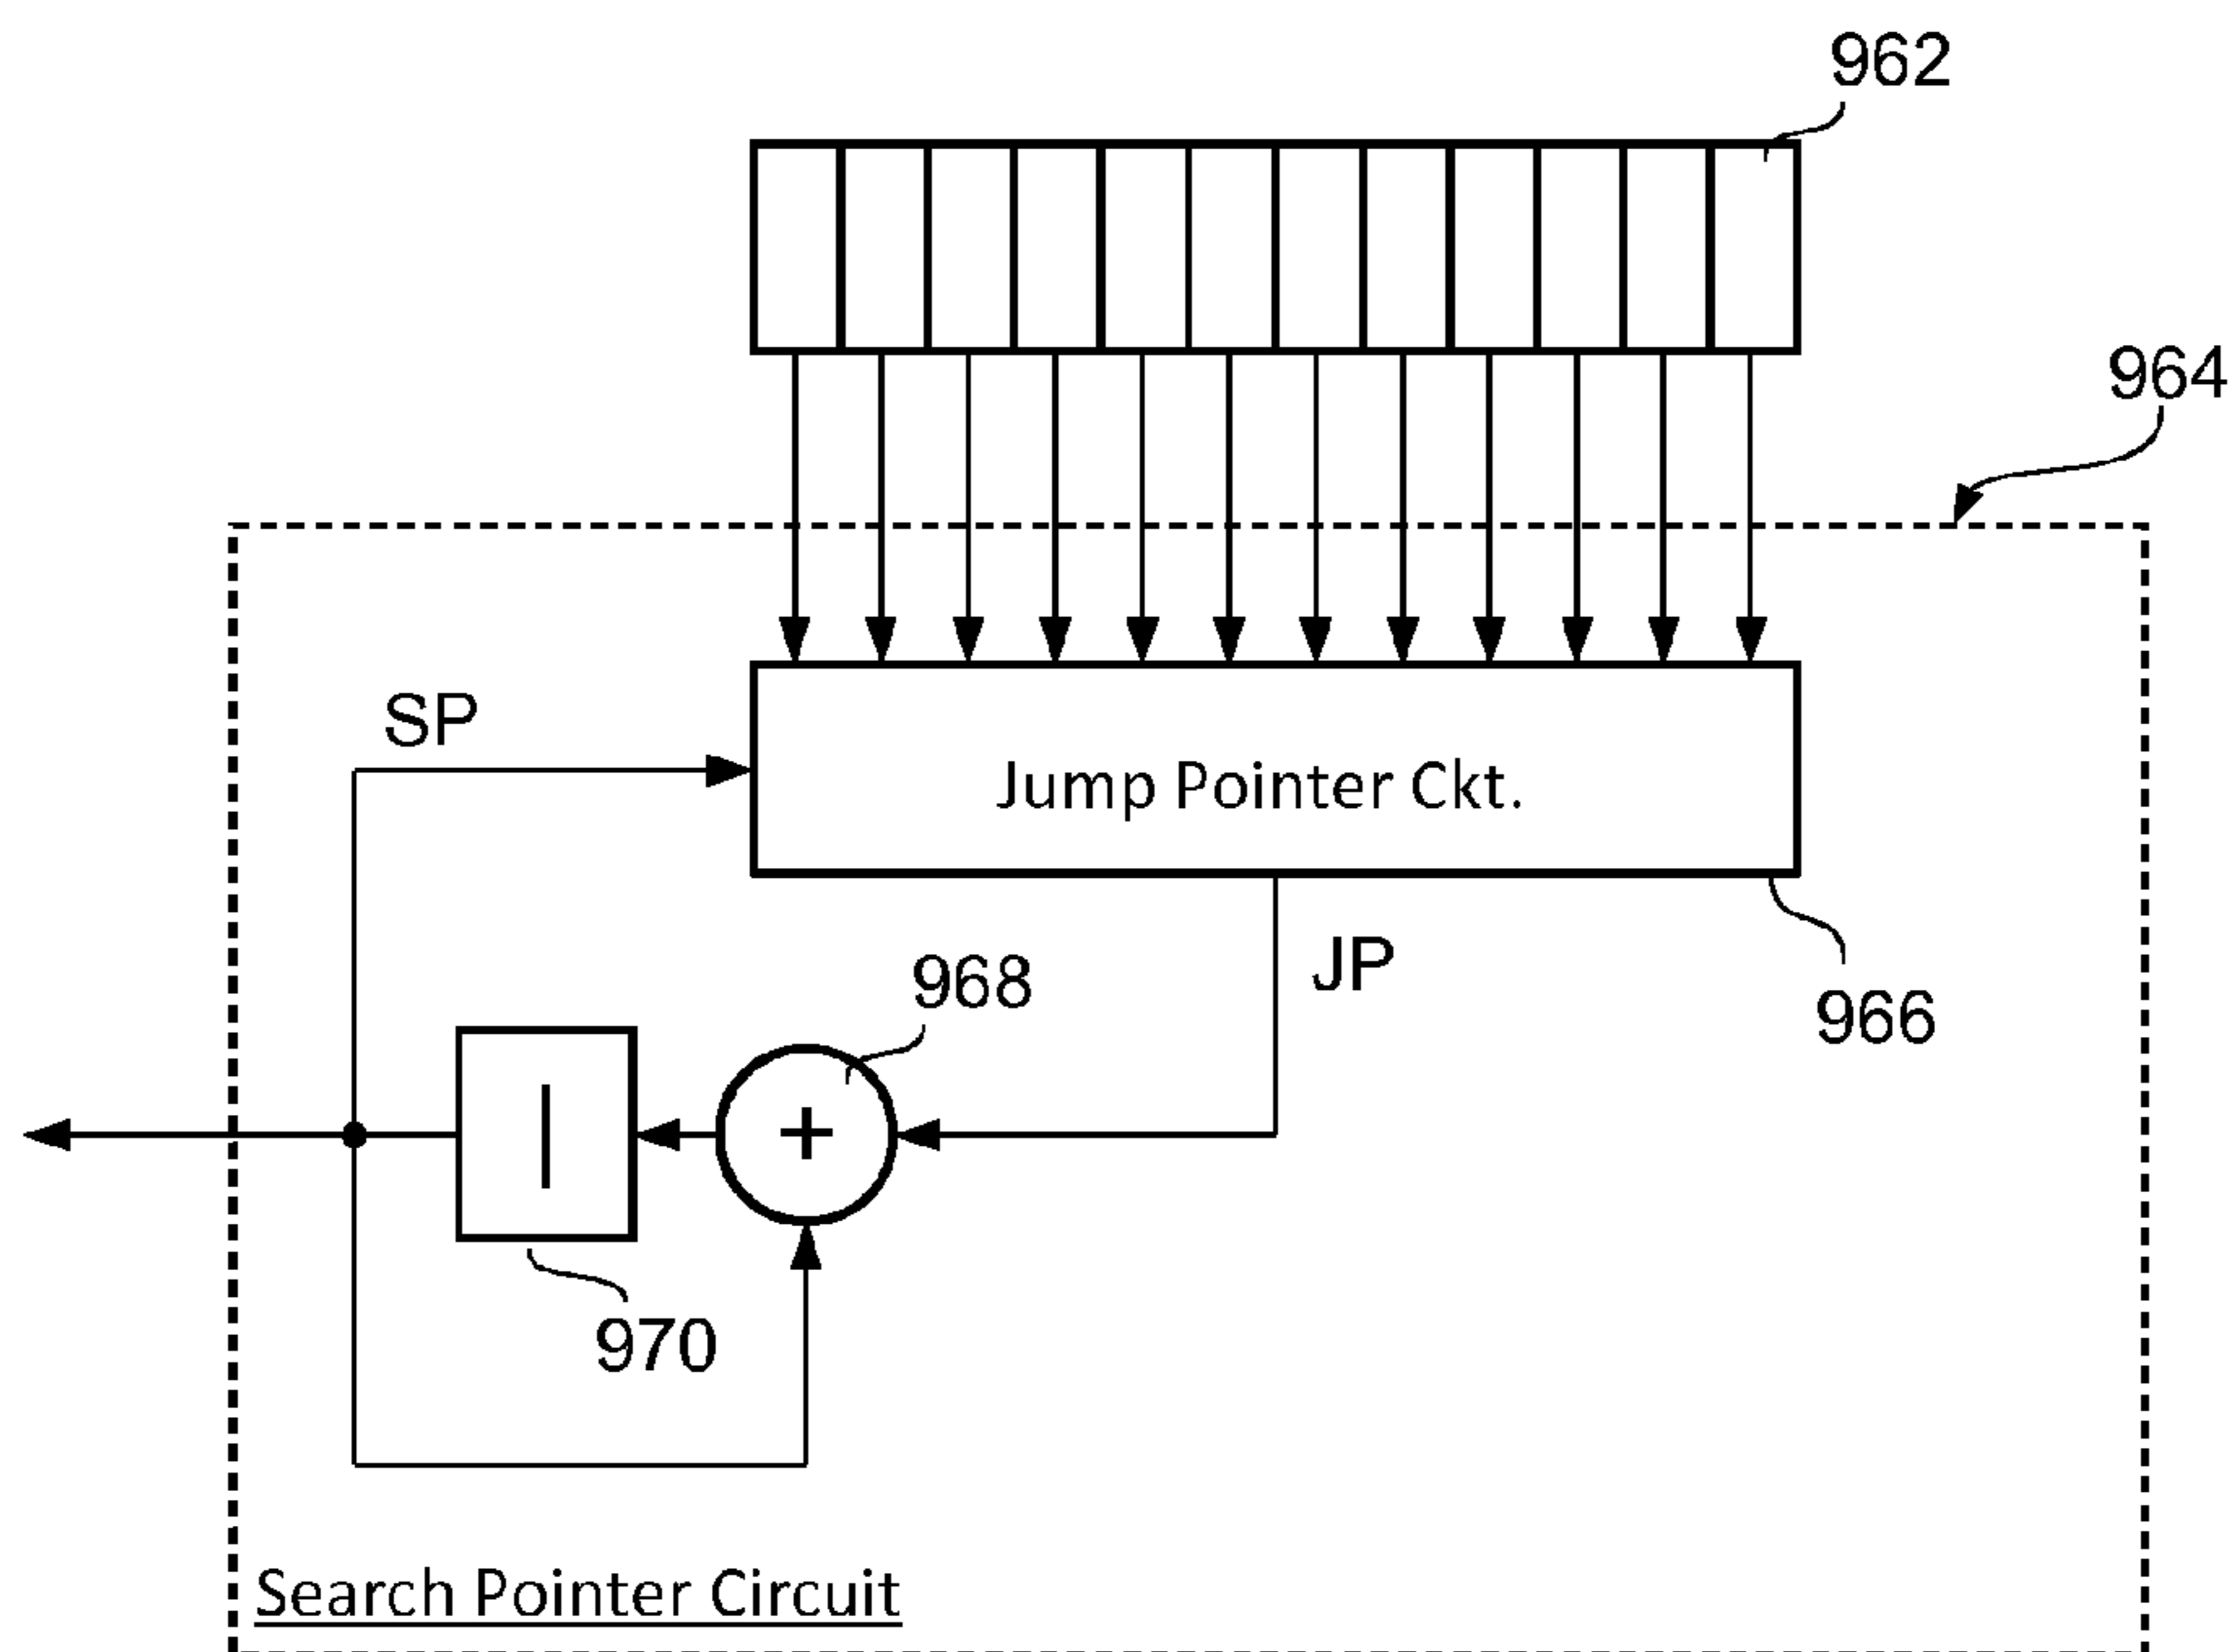 962
964
SP
Jump Pointer Ckt.
JP
968
966
|
+
970
Search Pointer Circuit